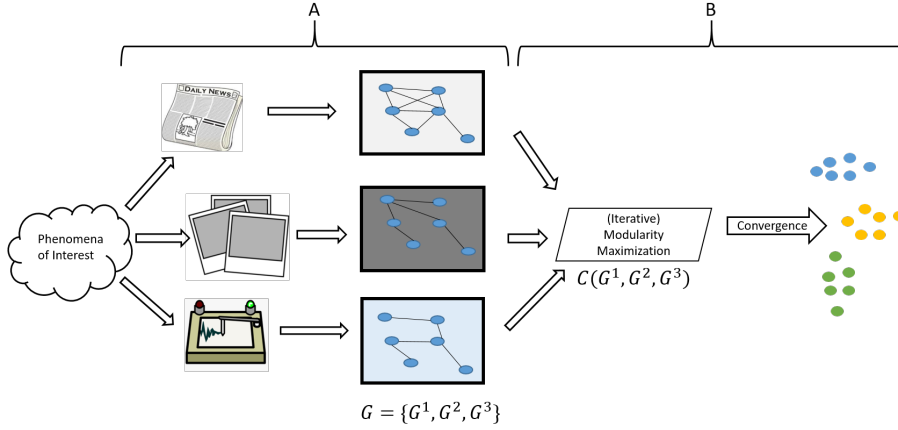 A
B
DAILY NEWS
Phenomena
of Interest
(Iterative)
Modularity
Maximization
Convergence
C(G¹, G², G³)
G = {G¹, G², G³}